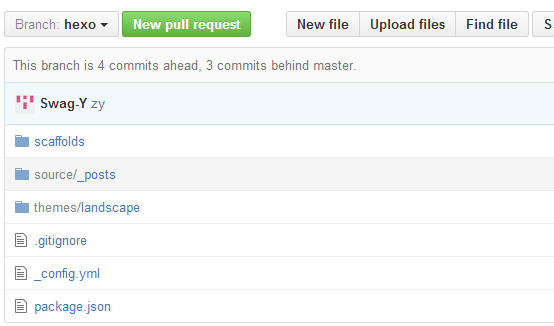 Branch: hexo New pull request New file Upload files Find file S
This branch is 4 commits ahead, 3 commits behind master.
Swag-Y zy
scaffolds
source/_posts
themes/landscape
.gitignore
_config.yml
package.json